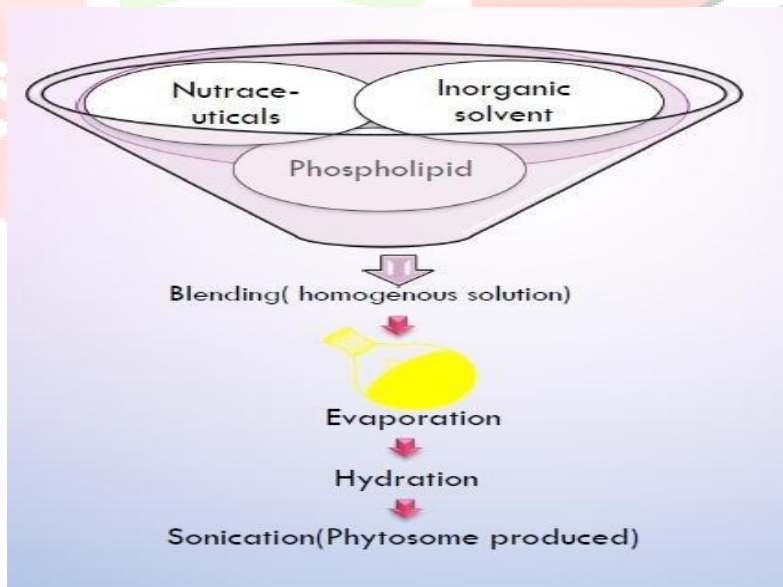 Nutrace-
uticals
Inorganic
solvent
Phospholipid
Blending( homogenous solution)
Evaporation
Hydration
Sonication(Phytosome produced)